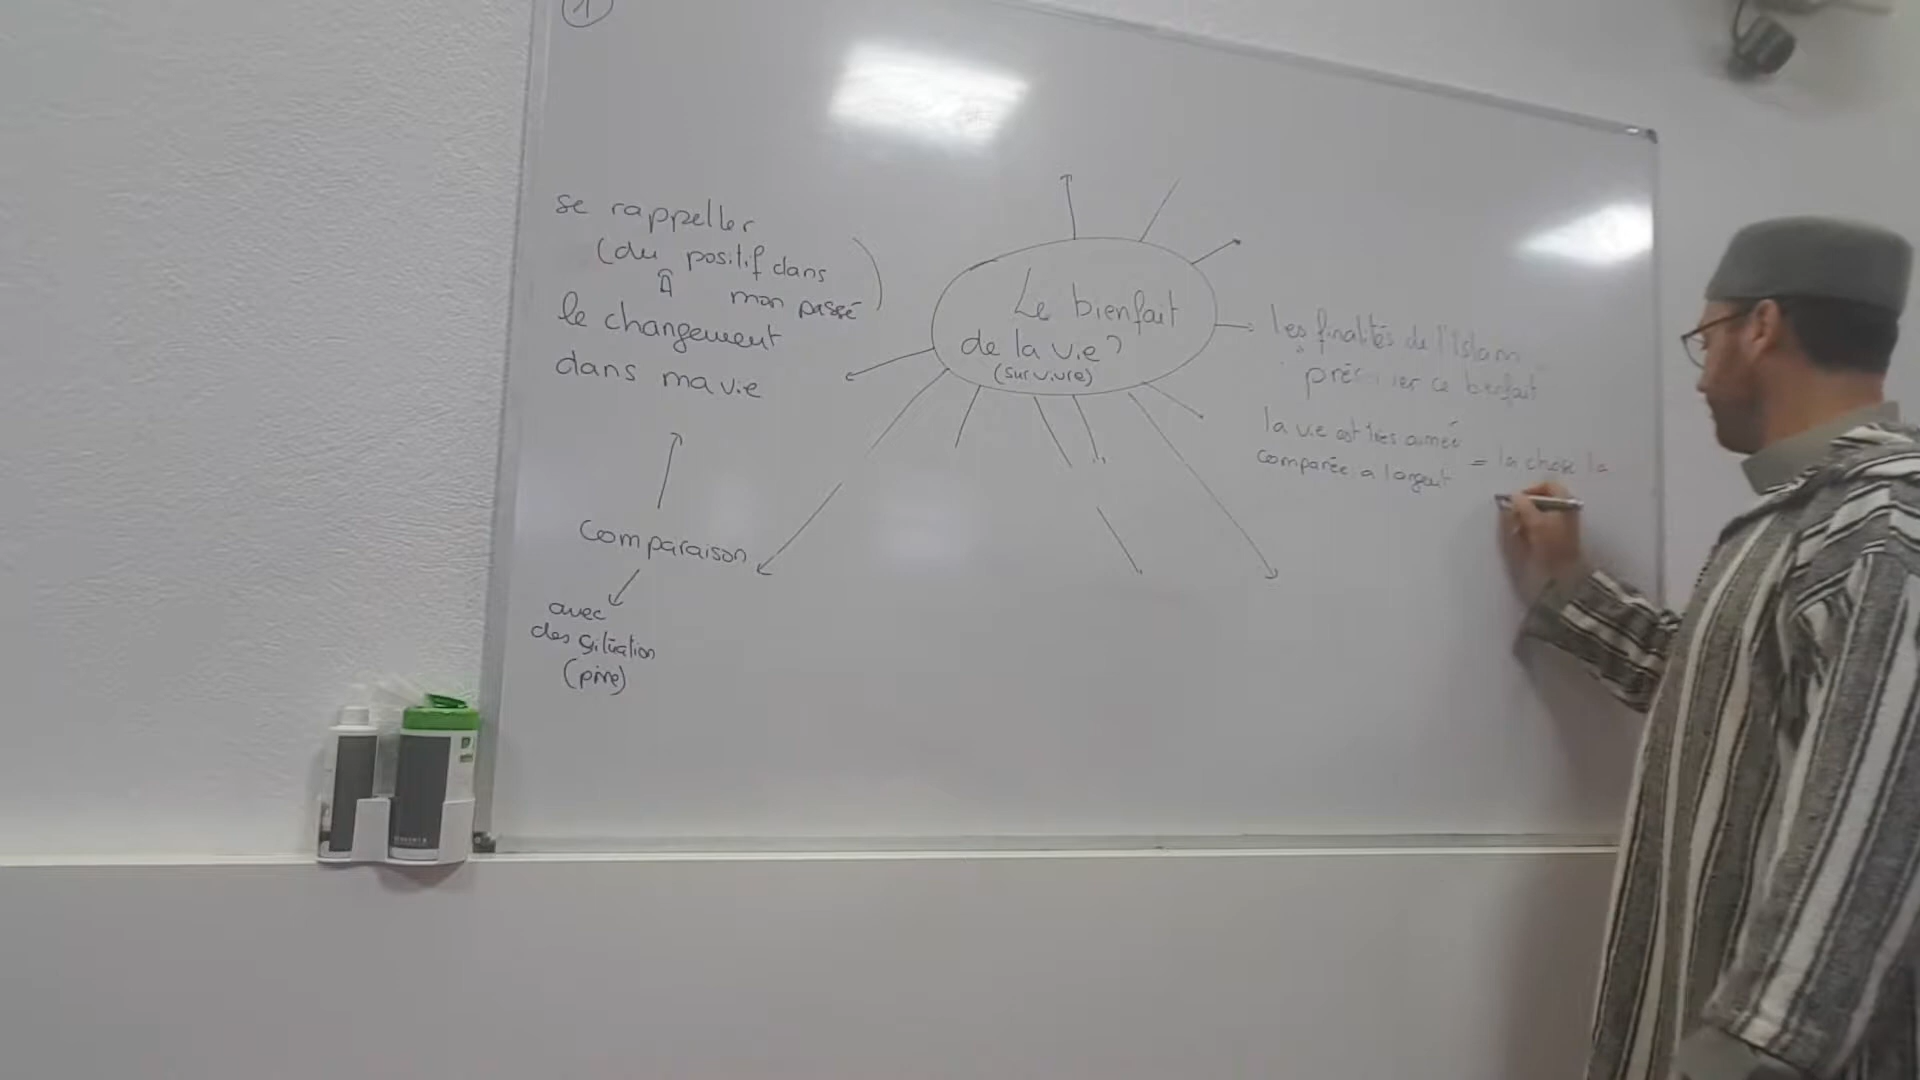 1
se rappeller
(du positif dans
mon passé)
le changement
dans ma vie
Comparaison
avec
des situation
(pire)
Le bienfait
de la vie?
(survivre)
les finalités de l'Islam
ce bienfait
la vie est très aimée
comparée a l'argent
= la chose la